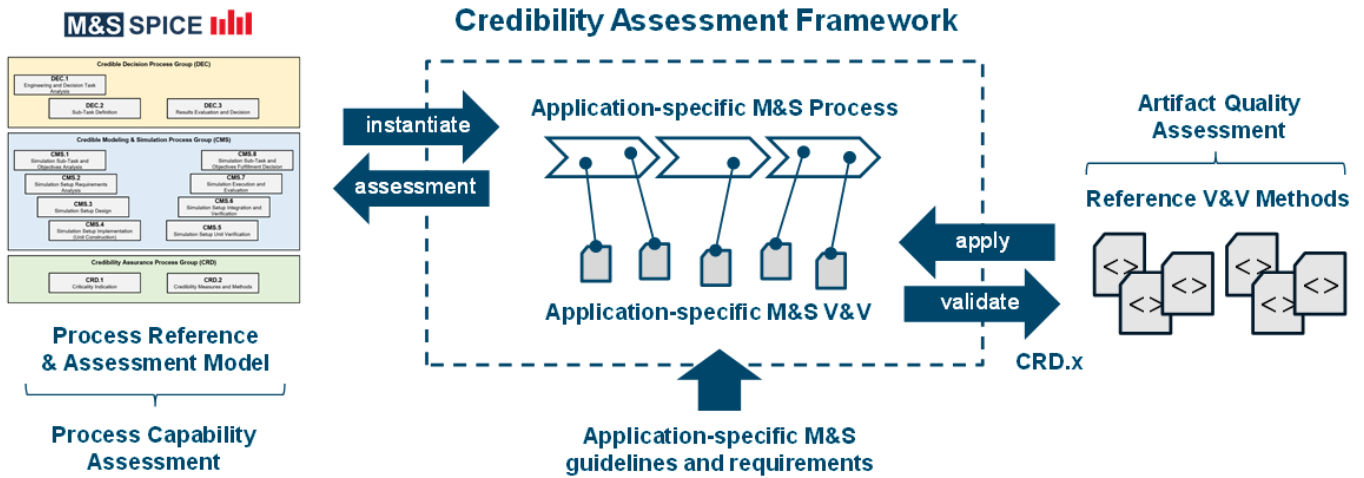 M&S SPICE
Credibility Assessment Framework
Credible Decision Process Group (DEC)
DEC.1
Engineering and Decision Task
Analysis
DEC.2
Sub-Task Definition
DEC.3
Results Evaluation and Decision
Credible Modeling & Simulation Process Group (CMS)
CMS.1
Simulation Sub-Task and
Objectives Analysis
CMS.8
Simulation Sub-Task and
Objectives Fulfillment Decision
CMS.2
Simulation Setup Requirements
Analysis
CMS.7
Simulation Execution and
Evaluation
CMS.3
Simulation Setup Design
CMS.6
Simulation Setup Integration and
Verification
CMS.4
Simulation Setup Implementation
(Unit Construction)
CMS.5
Simulation Setup Unit Verification
Credibility Assurance Process Group (CRD)
CRD.1
Criticality Indication
CRD.2
Credibility Measures and Methods
Process Reference
& Assessment Model
Process Capability
Assessment
instantiate
assessment
Application-specific M&S Process
Application-specific M&S V&V
Application-specific M&S
guidelines and requirements
apply
validate
CRD.x
Artifact Quality
Assessment
Reference V&V Methods
<>
<>
<>
<>
<>
<>